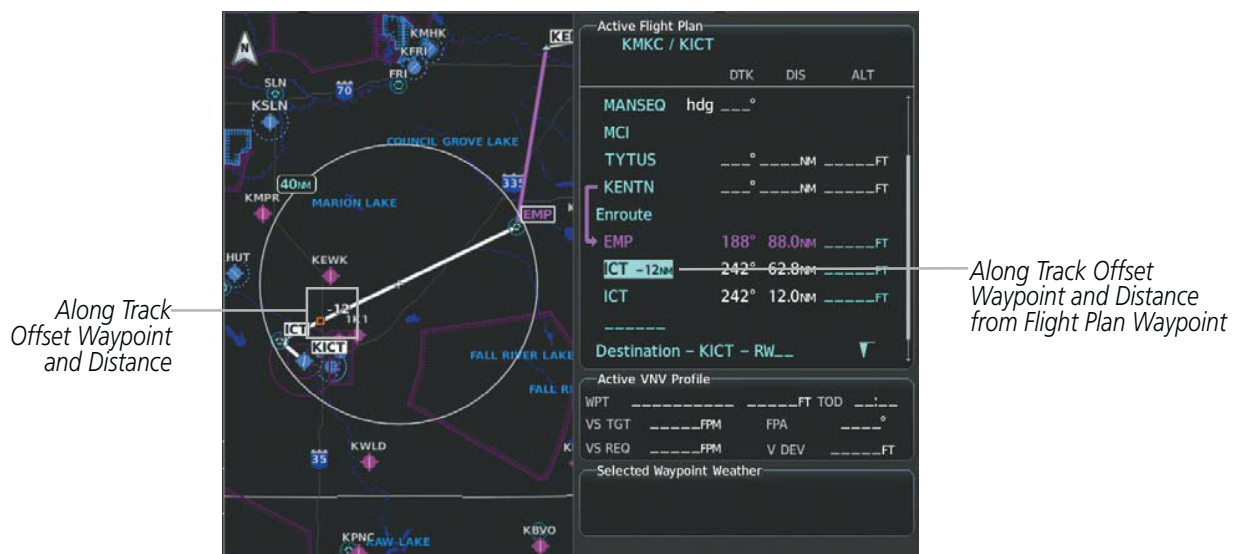 KMHK
KE
KFRI
N
FRI
SLN
70
KSLN
COUNCIL GROVE LAKE
335
40NM
KMPR
MARION LAKE
EMP
HUT
KEWK
-12
1K1
ICT
KICT
FALL RIVER LAKE
FALL RI
KWLD
35
K
KPNC
KAW LAKE
KBVO
Active Flight Plan
KMKC / KICT
DTK DIS ALT
MANSEQ hdg ___°
MCI
TYTUS ___° ____NM _____FT
KENTN ___° ____NM _____FT
Enroute
EMP 188° 88.0NM _____FT
ICT -12NM 242° 62.8NM _____FT
ICT 242° 12.0NM _____FT
______
Destination – KICT – RW__
Active VNV Profile
WPT __________ _____FT TOD __:__
VS TGT _____FPM FPA ____°
VS REQ _____FPM V DEV _____FT
Selected Waypoint Weather
Along Track
Offset Waypoint
and Distance
Along Track Offset
Waypoint and Distance
from Flight Plan Waypoint